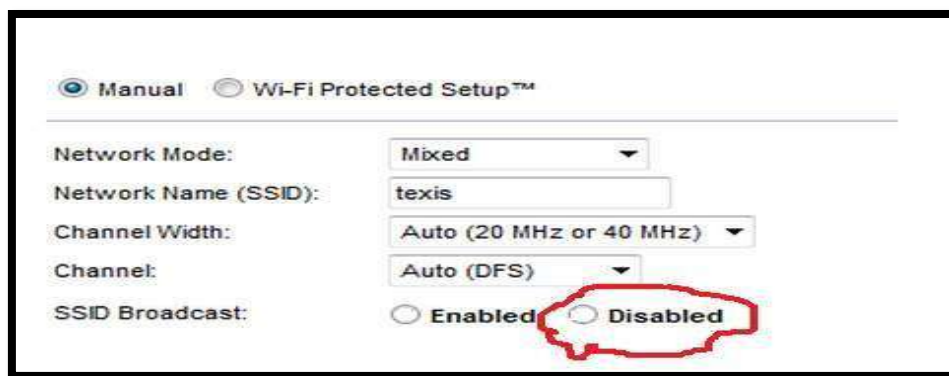 Manual Wi-Fi Protected Setup™
Network Mode: Mixed
Network Name (SSID): texis
Channel Width: Auto (20 MHz or 40 MHz)
Channel: Auto (DFS)
SSID Broadcast: Enabled Disabled